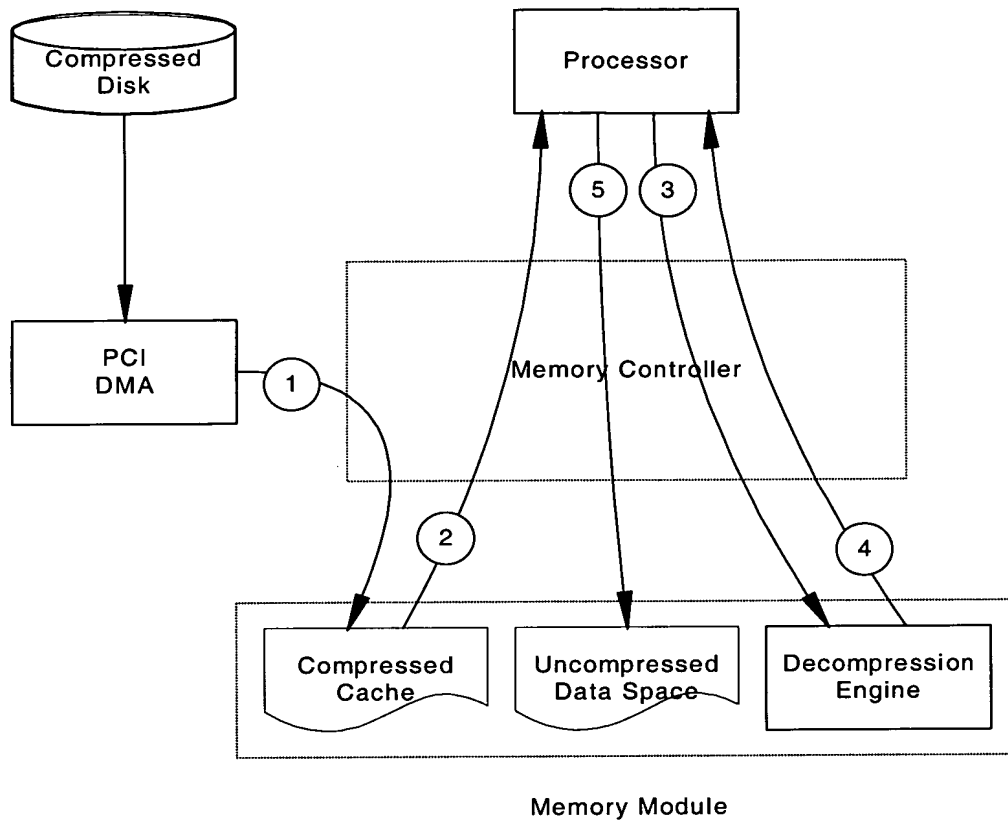 Compressed
Disk
Processor
5
3
PCI
DMA
1
Memory Controller
2
4
Compressed
Cache
Uncompressed
Data Space
Decompression
Engine
Memory Module